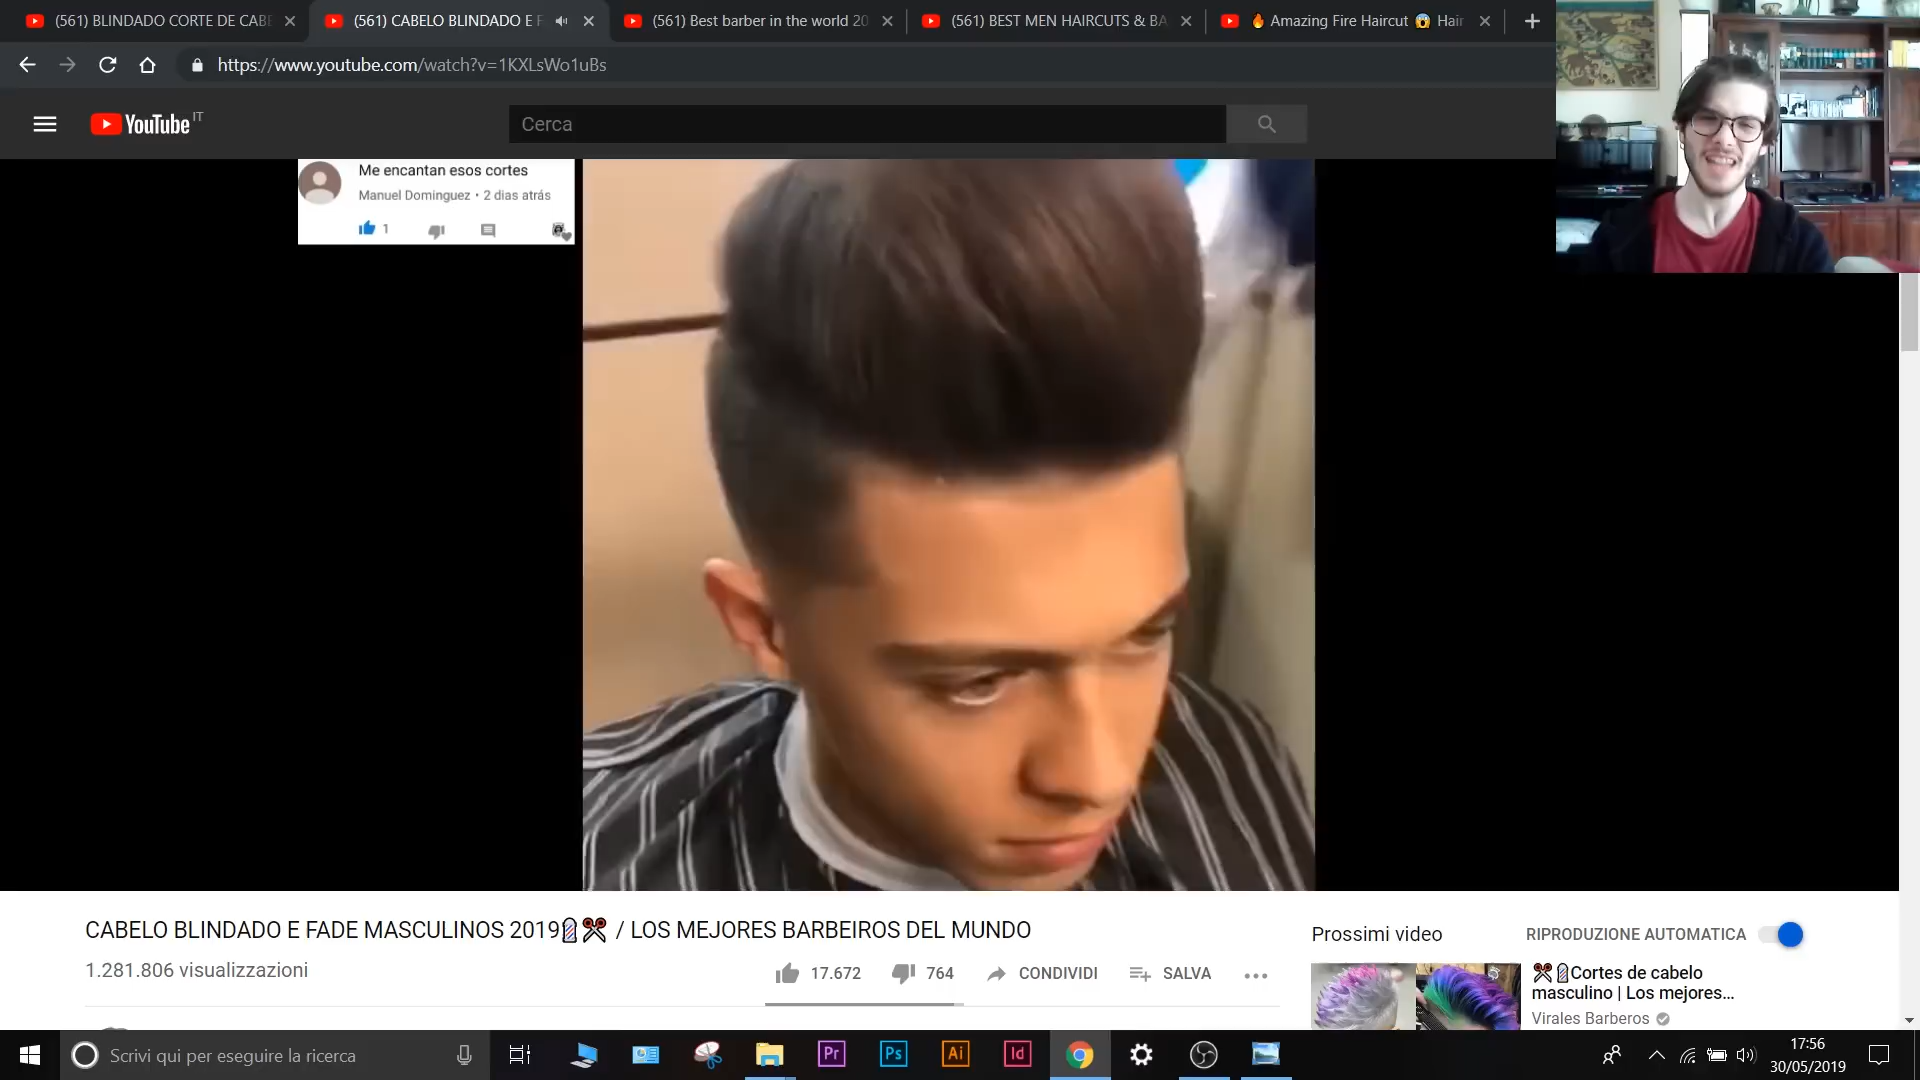 (561) BLINDADO CORTE DE CABE
(561) CABELO BLINDADO E F
(561) Best barber in the world 20
(561) BEST MEN HAIRCUTS & BA
🔥 Amazing Fire Haircut 😱 Hair
https://www.youtube.com/watch?v=1KXLsWo1uBs
YouTube IT
Cerca
Me encantan esos cortes
Manuel Dominguez • 2 dias atrás
1
CABELO BLINDADO E FADE MASCULINOS 2019💈✂ / LOS MEJORES BARBEIROS DEL MUNDO
1.281.806 visualizzazioni
17.672
764
CONDIVIDI
SALVA
Prossimi video
RIPRODUZIONE AUTOMATICA
✂💈Cortes de cabelo
masculino | Los mejores...
Virales Barberos
Scrivi qui per eseguire la ricerca
Pr
Ps
Ai
Id
17:56
30/05/2019